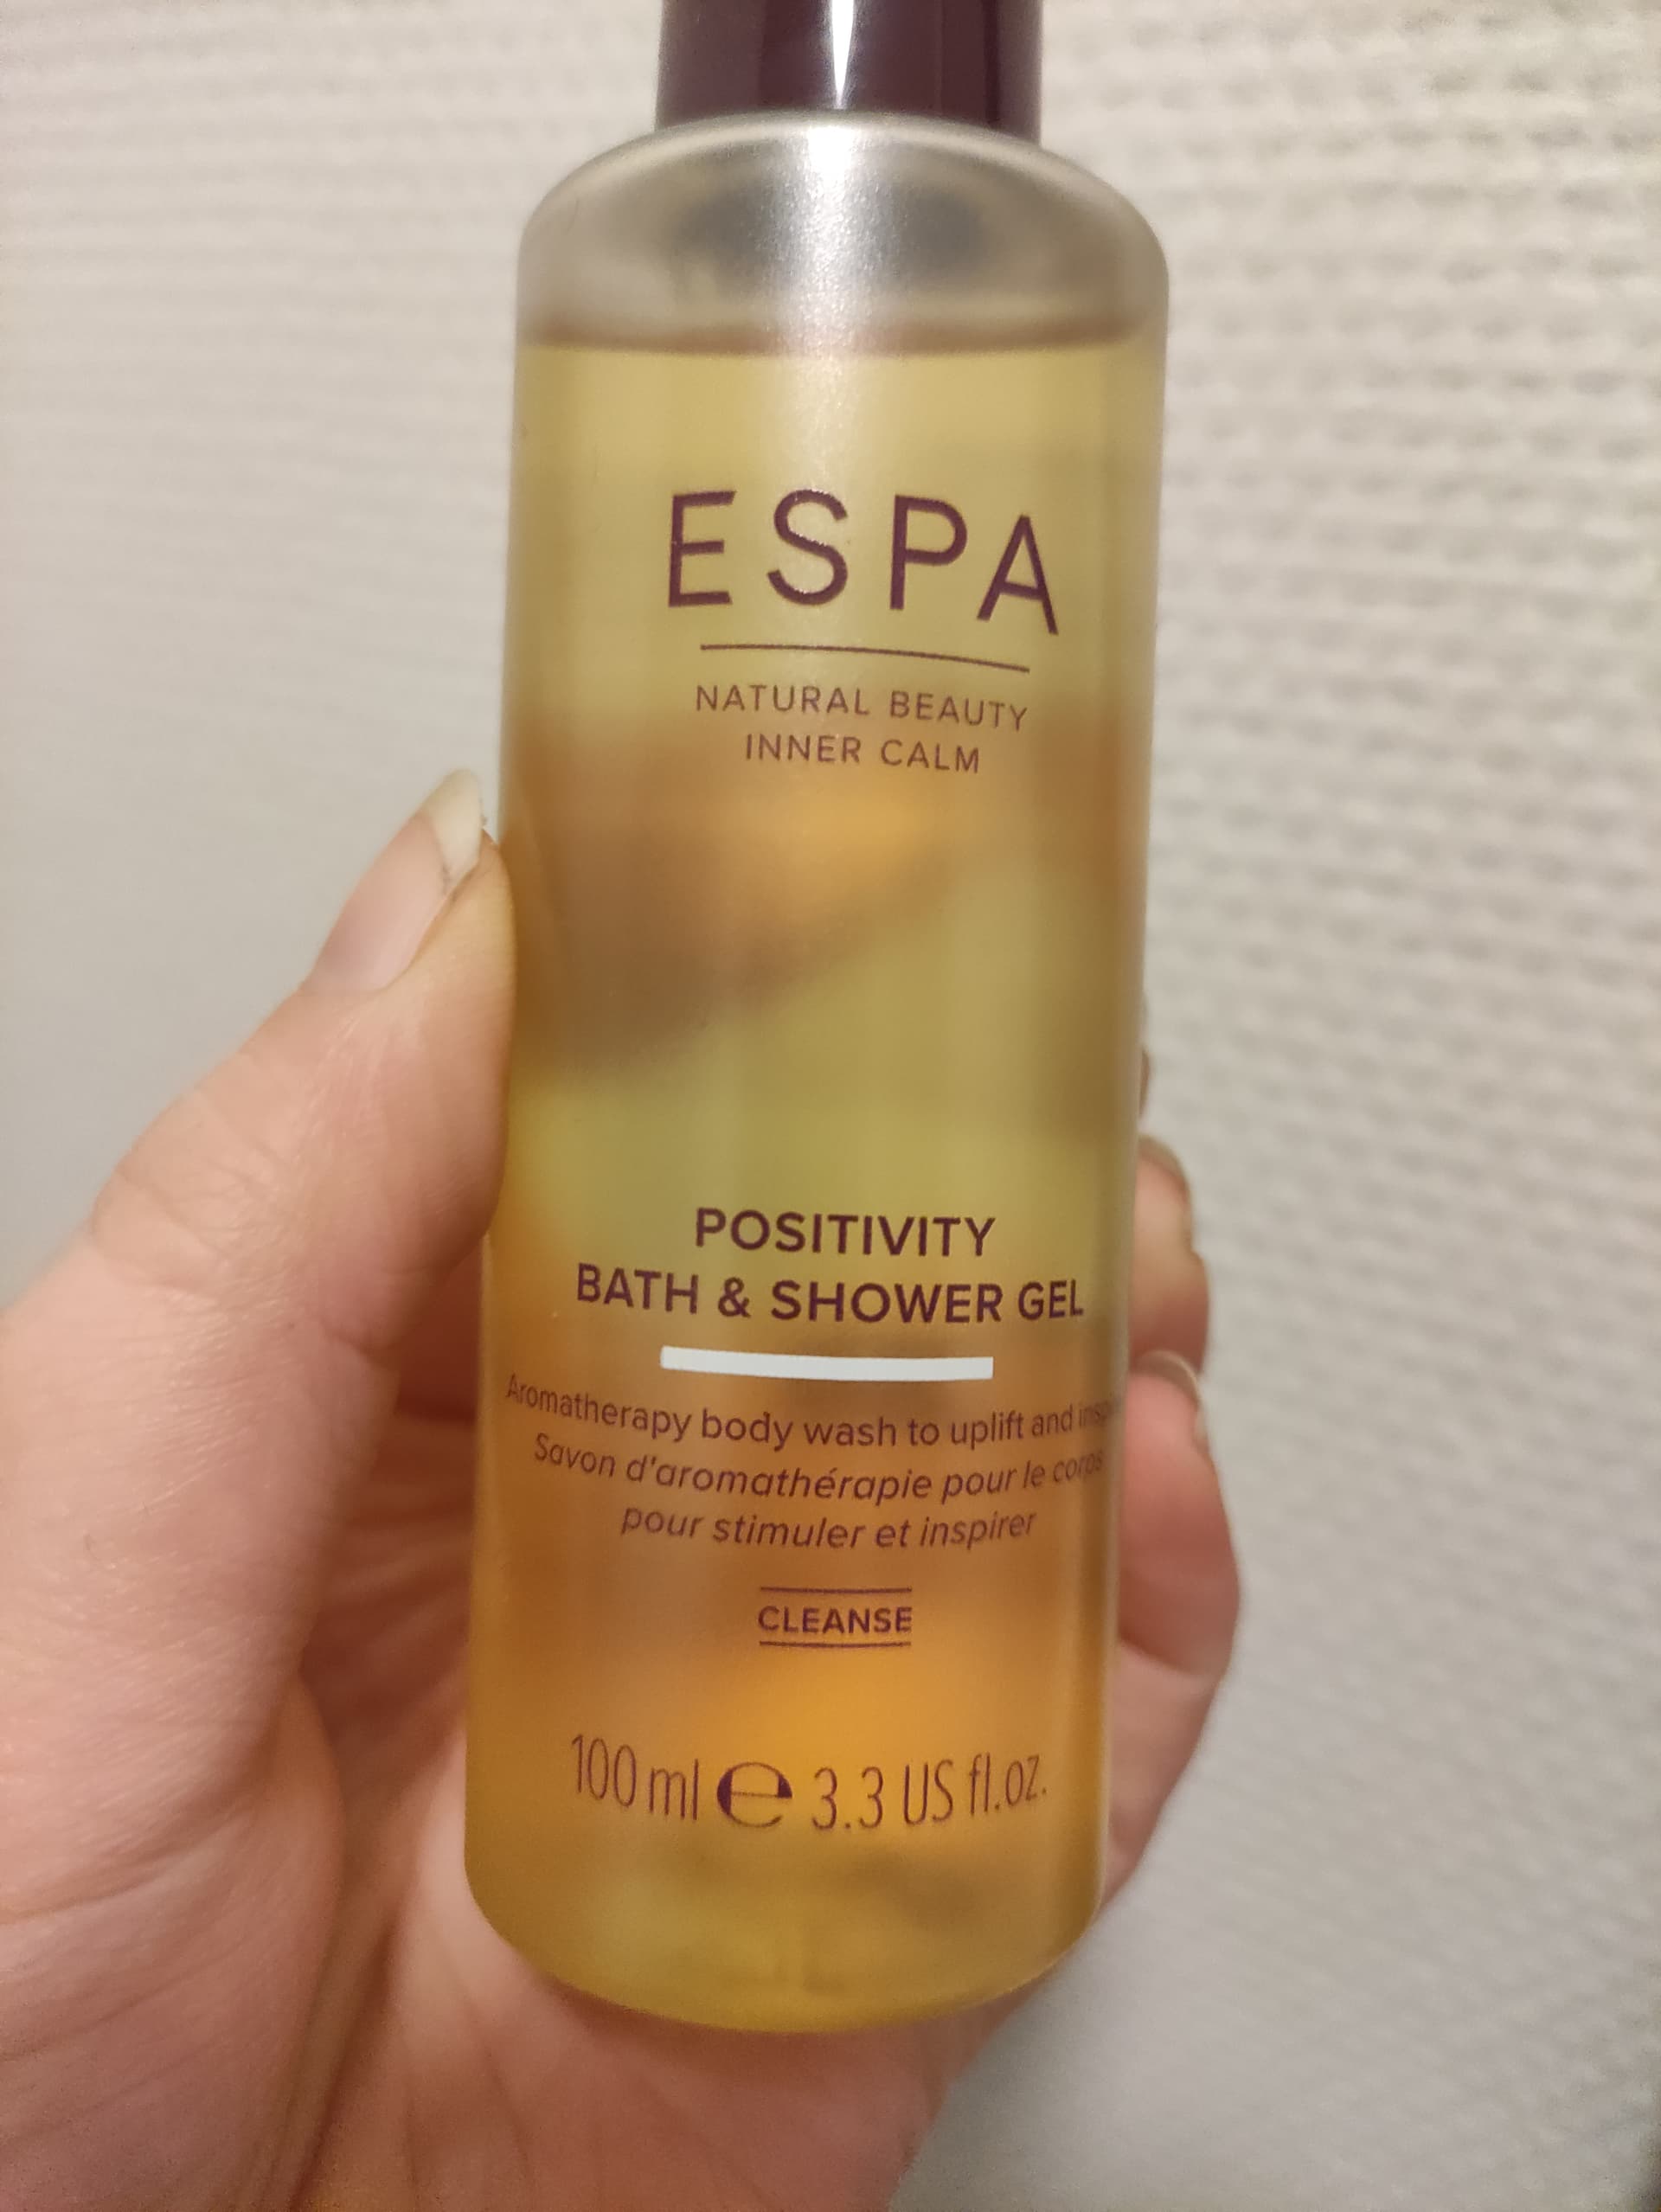 ESPA
NATURAL BEAUTY
INNER CALM
POSITIVITY
BATH & SHOWER GEL
Aromatherapy body wash to uplift and
Savon d'aromathérapie pour le corps
pour stimuler et inspirer
CLEANSE
100 ml e 3.3 US fl.oz.